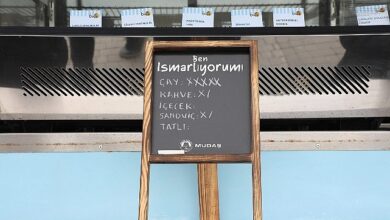 Ben
Ismarlıyorum!
ÇAY: XXXXX
KAHVE: X/
İÇECEK:
SANDVİÇ: X/
TATLI:
MUDAŞ